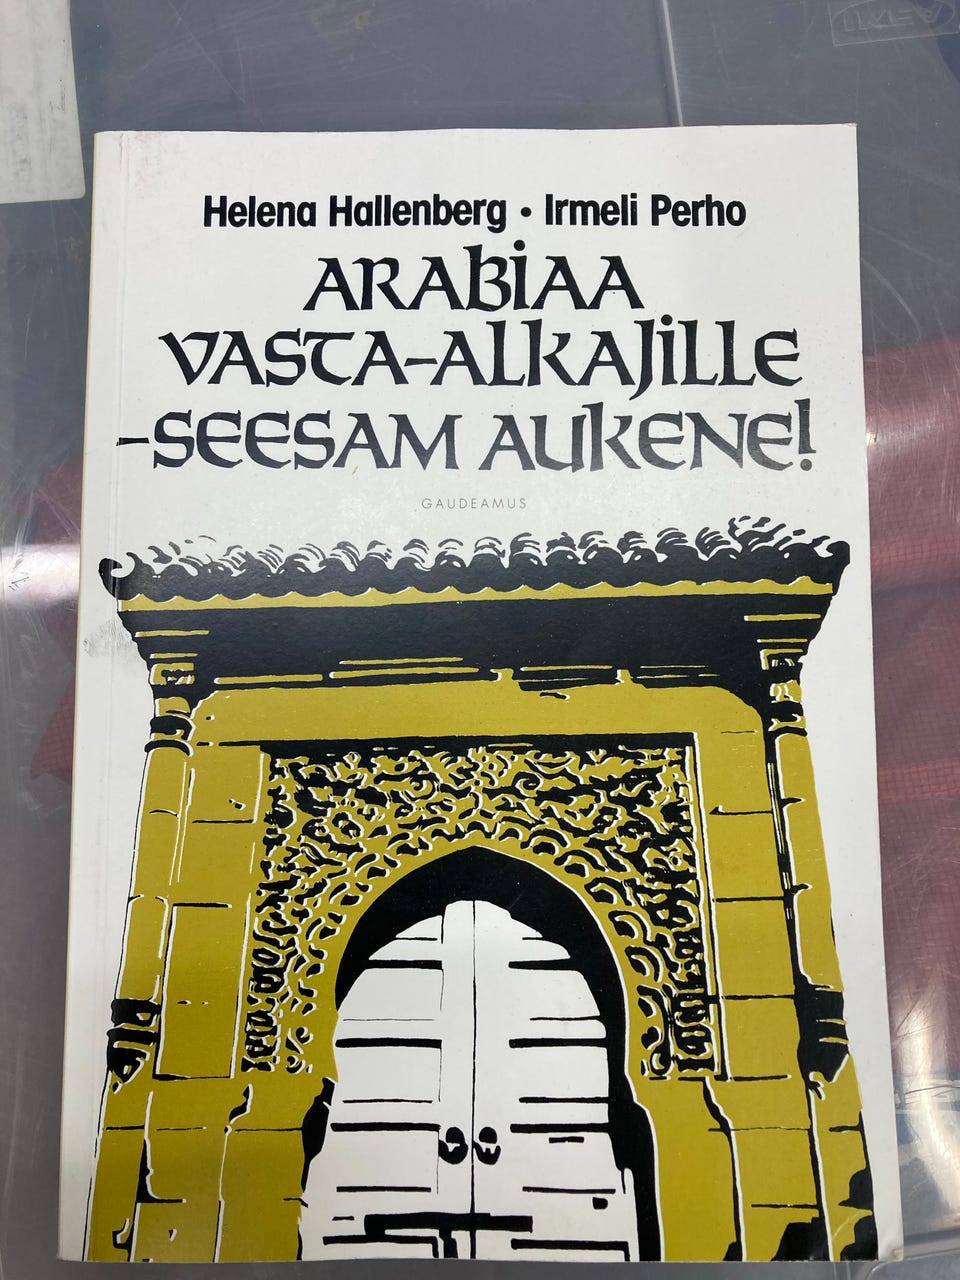 Helena Hallenberg • Irmeli Perho
ARABIAA
VASTA-ALKAJILLE
-SEESAM AUKENE!
GAUDEAMUS